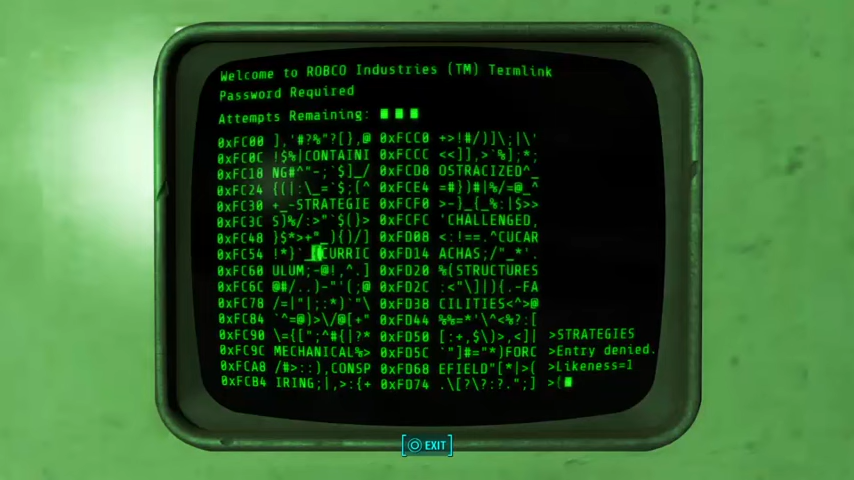 Welcome to ROBCO Industries (TM) Termlink
Password Required
Attempts Remaining: ■ ■ ■
0xFC00 ],'#?%"?[},@ 0xFCC0 +>!#/)]\;|\'
0xFC0C !$%|CONTAINI 0xFCCC <<]],>`%];*;
0xFC18 NG#^"-;`$]_/ 0xFCD8 OSTRACIZED^_
0xFC24 {(|:\_=`$;(^ 0xFCE4 =#})#|%/=@_^
0xFC30 +_-STRATEGIE 0xFCF0 >-}_{_%:|$>>
0xFC3C S)%/:>"`$()> 0xFCFC 'CHALLENGED,
0xFC48 }$*>+"_){)/] 0xFD08 <:!==.^CUCAR
0xFC54 !*)`_(CURRIC 0xFD14 ACHAS;/"_*`.
0xFC60 ULUM;-@!,^.] 0xFD20 %(STRUCTURES
0xFC6C @#/..)-"'(;@ 0xFD2C :<"\]|){.-FA
0xFC78 /=|"|;:*)`"\ 0xFD38 CILITIES<^>@
0xFC84 `^=@)>\/@[+" 0xFD44 %%=*'\^<%?:[
0xFC90 \={[";^#{|?* 0xFD50 [:+,$\)>,<]| >STRATEGIES
0xFC9C MECHANICAL%> 0xFD5C `"]#="*)FORC >Entry denied.
0xFCA8 /#>::),CONSP 0xFD68 EFIELD"[*|>( >Likeness=1
0xFCB4 IRING;|,>:{+ 0xFD74 .\[?\?:?.";] >(■
EXIT